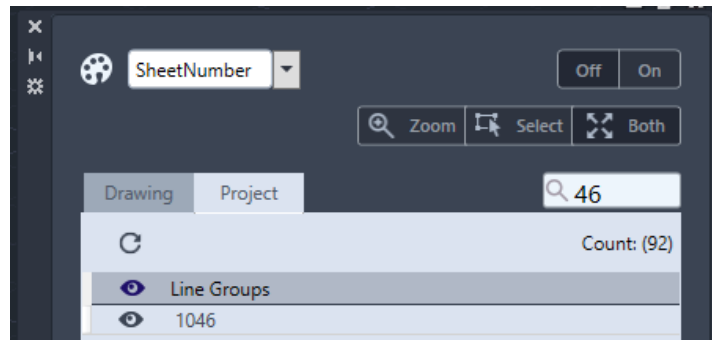 SheetNumber
Off On
Zoom Select Both
Drawing Project 46
Count: (92)
Line Groups
1046